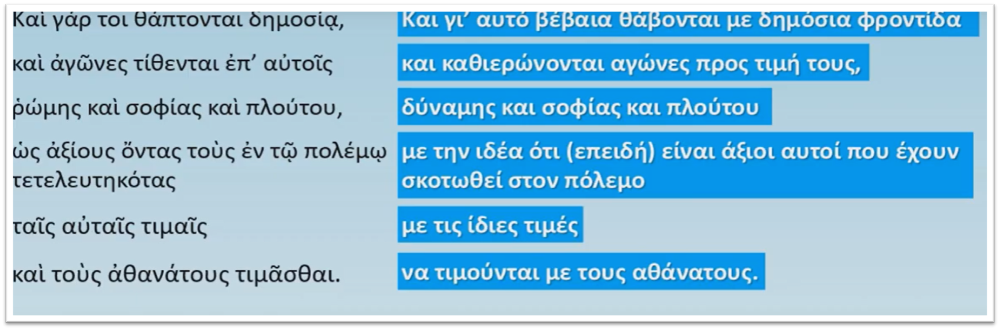 Καὶ γάρ τοι θάπτονται δημοσίᾳ,
Και γι’ αυτό βέβαια θάβονται με δημόσια φροντίδα
καὶ ἀγῶνες τίθενται ἐπ’ αὐτοῖς
και καθιερώνονται αγώνες προς τιμή τους,
ῥώμης καὶ σοφίας καὶ πλούτου,
δύναμης και σοφίας και πλούτου
ὡς ἀξίους ὄντας τοὺς ἐν τῷ πολέμῳ
τετελευτηκότας
με την ιδέα ότι (επειδή) είναι άξιοι αυτοί που έχουν
σκοτωθεί στον πόλεμο
ταῖς αὐταῖς τιμαῖς
με τις ίδιες τιμές
καὶ τοὺς ἀθανάτους τιμᾶσθαι.
να τιμούνται με τους αθάνατους.